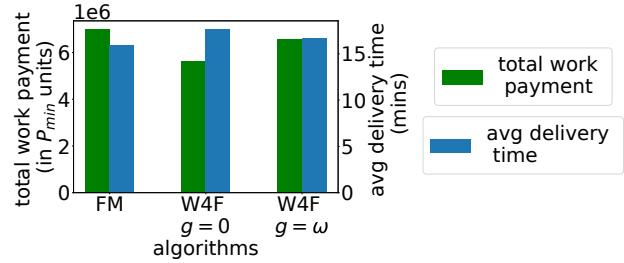 1e6
total work payment
(in P_min units)
6
4
2
0
15
10
5
0
avg delivery time
(mins)
FM
W4F
g = 0
W4F
g = ω
algorithms
total work
payment
avg delivery
time